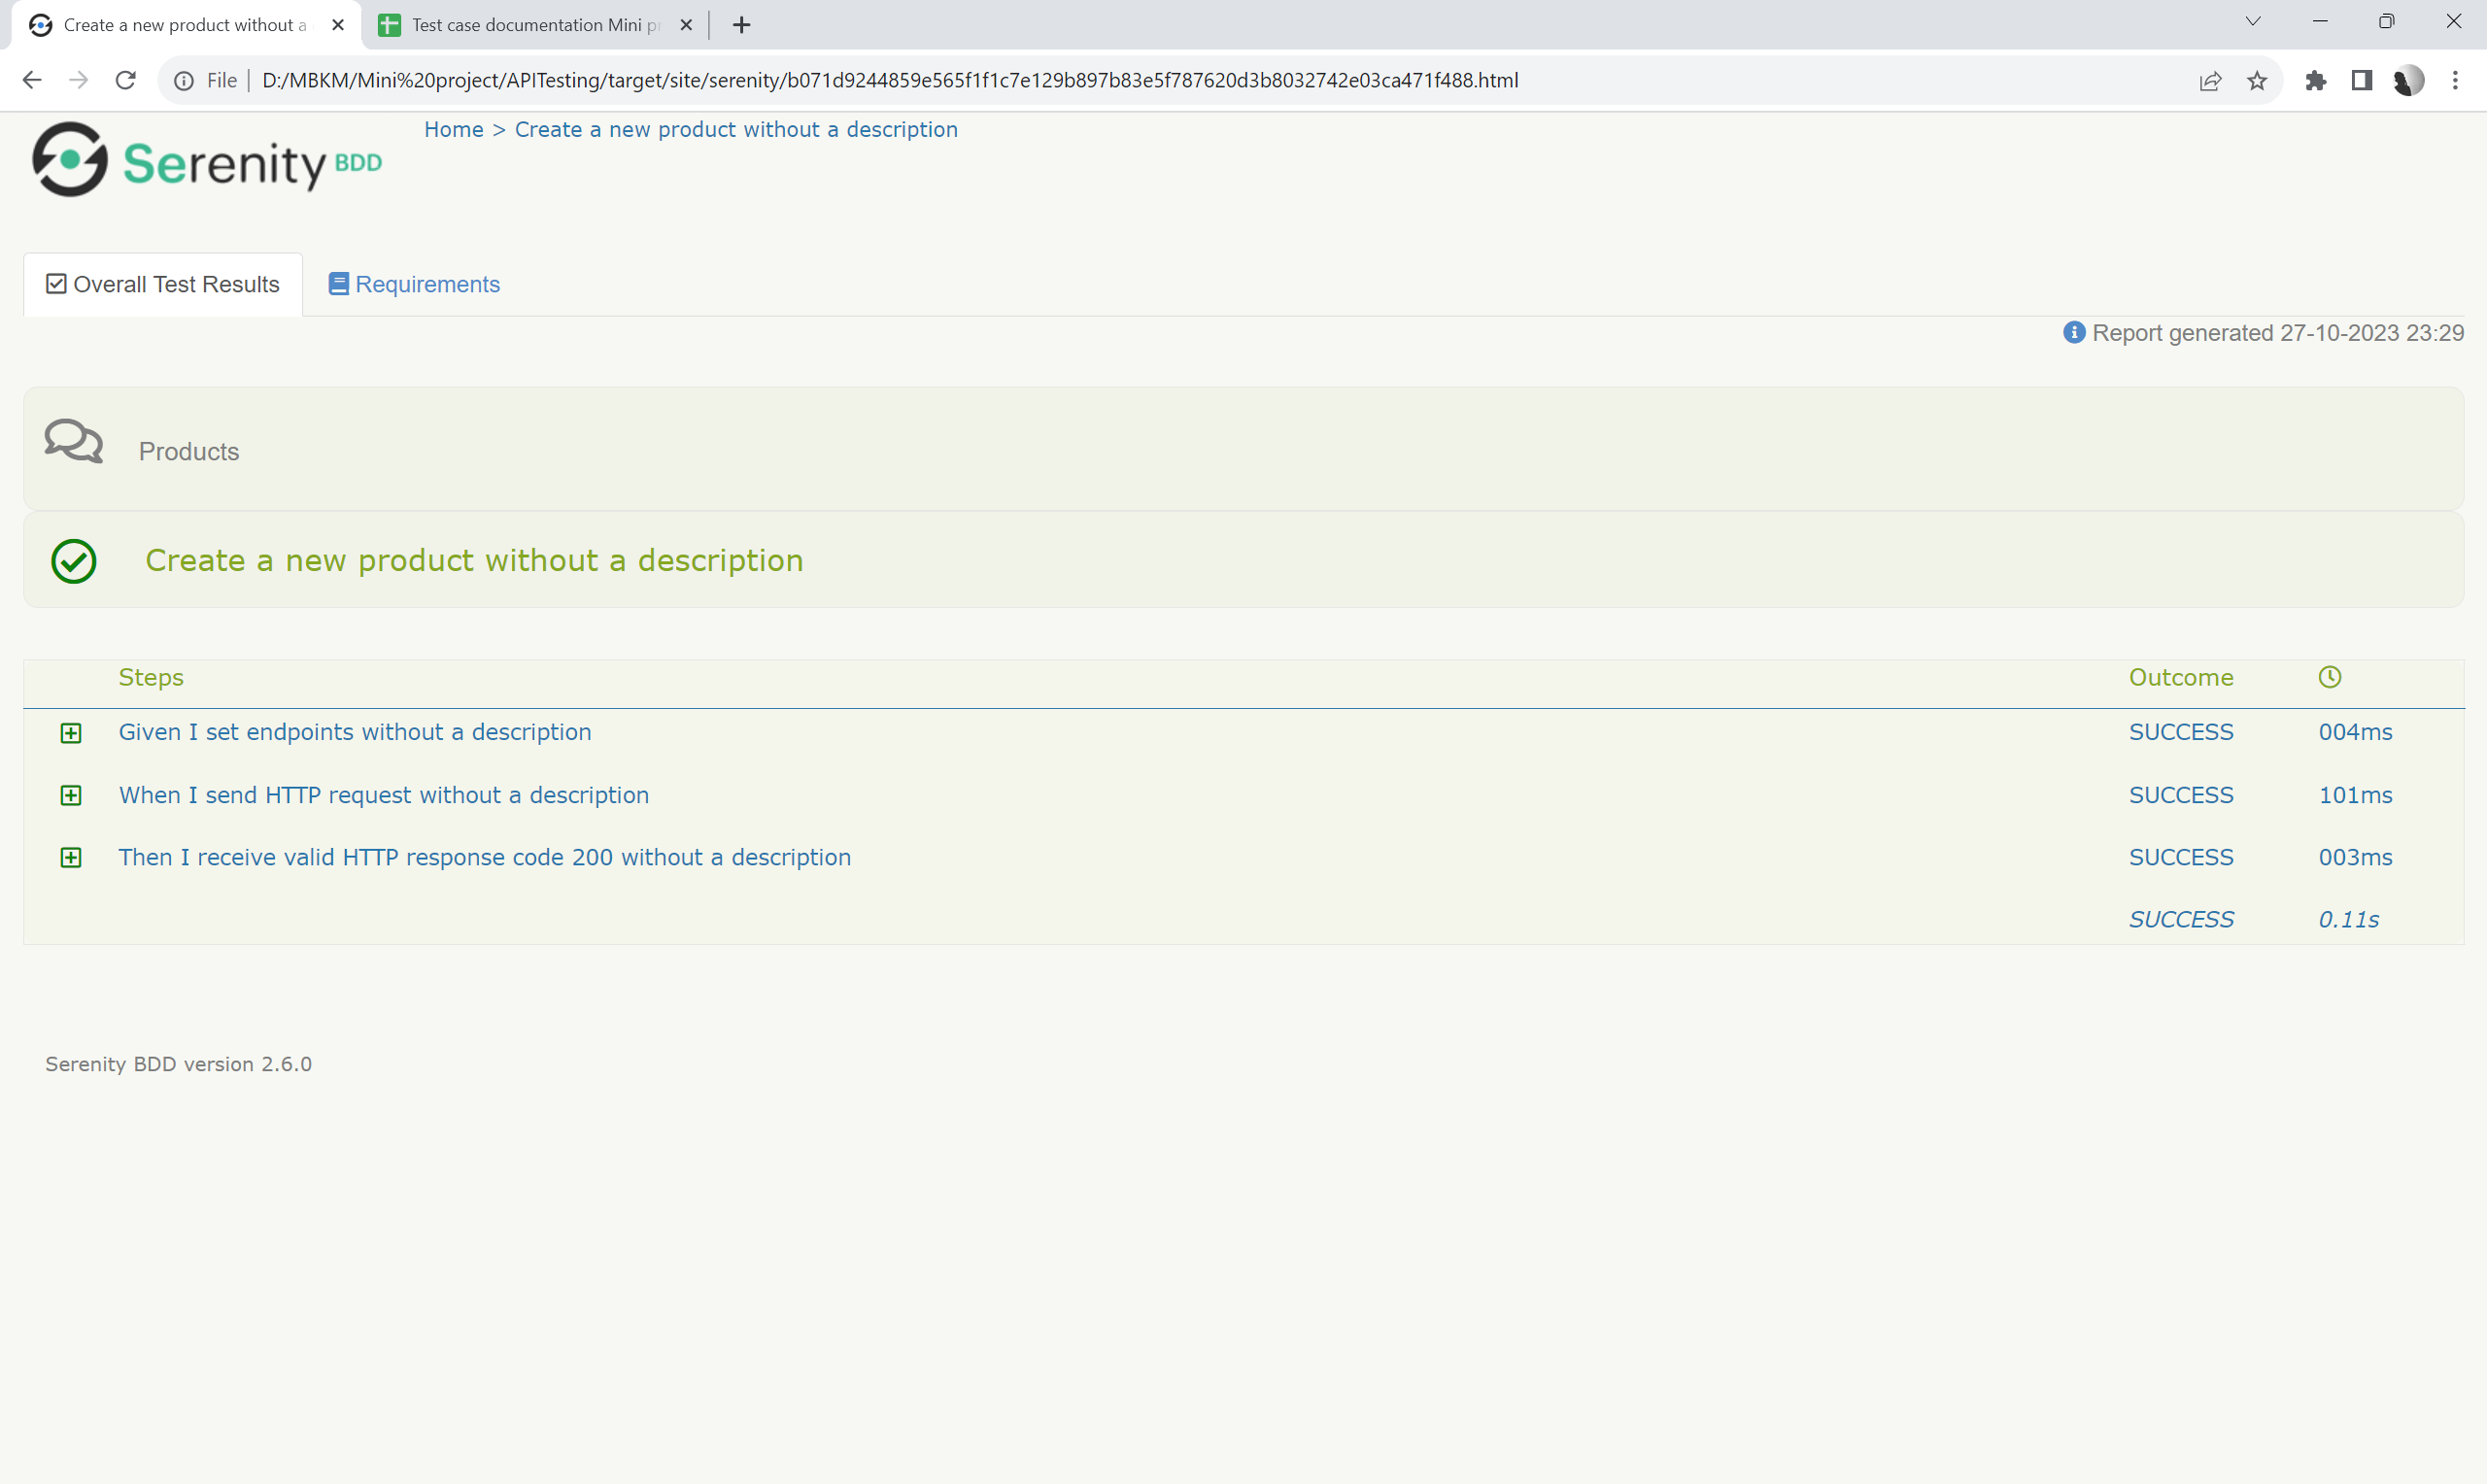 Create a new product without a
Test case documentation Mini p
File
D:/MBKM/Mini%20project/APITesting/target/site/serenity/b071d9244859e565f1f1c7e129b897b83e5f787620d3b8032742e03ca471f488.html
Serenity BDD
Home > Create a new product without a description
Overall Test Results
Requirements
Report generated 27-10-2023 23:29
Products
Create a new product without a description
Steps Outcome
Given I set endpoints without a description SUCCESS 004ms
When I send HTTP request without a description SUCCESS 101ms
Then I receive valid HTTP response code 200 without a description SUCCESS 003ms
SUCCESS 0.11s
Serenity BDD version 2.6.0